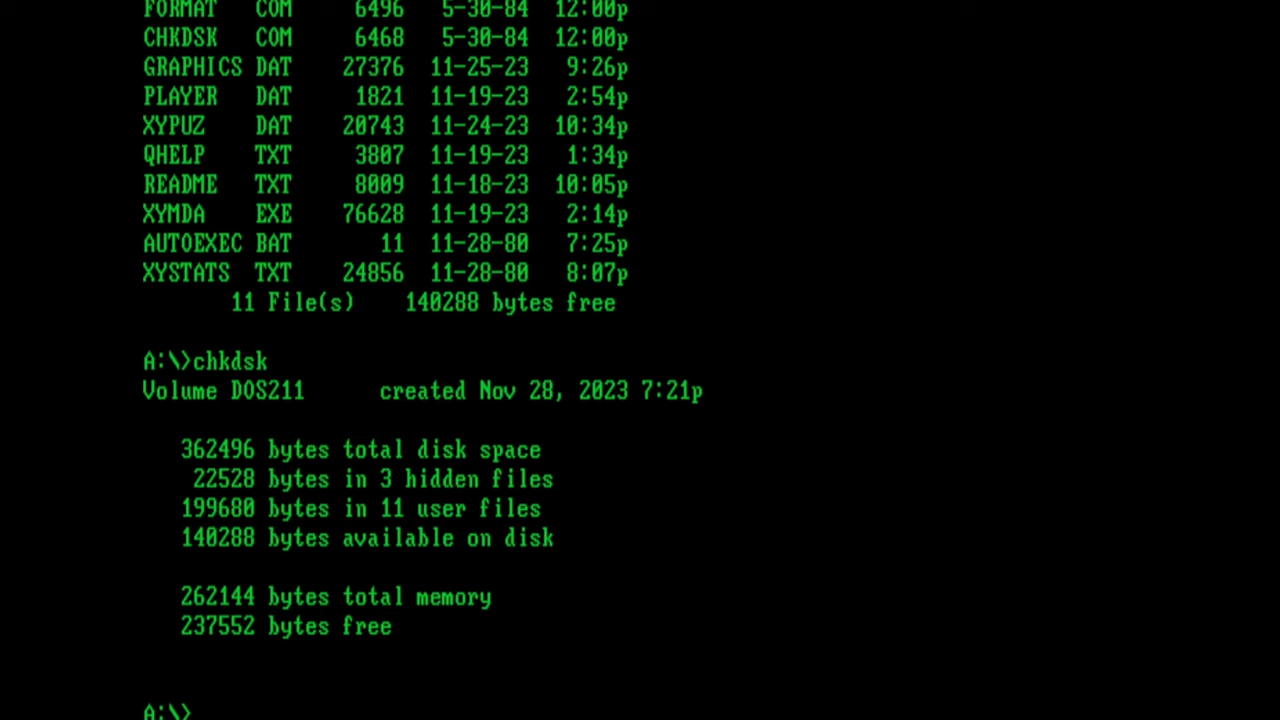 FORMAT   COM     6496   5-30-84  12:00p
CHKDSK   COM     6468   5-30-84  12:00p
GRAPHICS DAT    27376  11-25-23   9:26p
PLAYER   DAT     1821  11-19-23   2:54p
XYPUZ    DAT    20743  11-24-23  10:34p
QHELP    TXT     3807  11-19-23   1:34p
README   TXT     8009  11-18-23  10:05p
XYMDA    EXE    76628  11-19-23   2:14p
AUTOEXEC BAT       11  11-28-80   7:25p
XYSTATS  TXT    24856  11-28-80   8:07p
       11 File(s)    140288 bytes free
A:\>chkdsk
Volume DOS211      created Nov 28, 2023 7:21p
   362496 bytes total disk space
    22528 bytes in 3 hidden files
   199680 bytes in 11 user files
   140288 bytes available on disk
   262144 bytes total memory
   237552 bytes free
A:\>